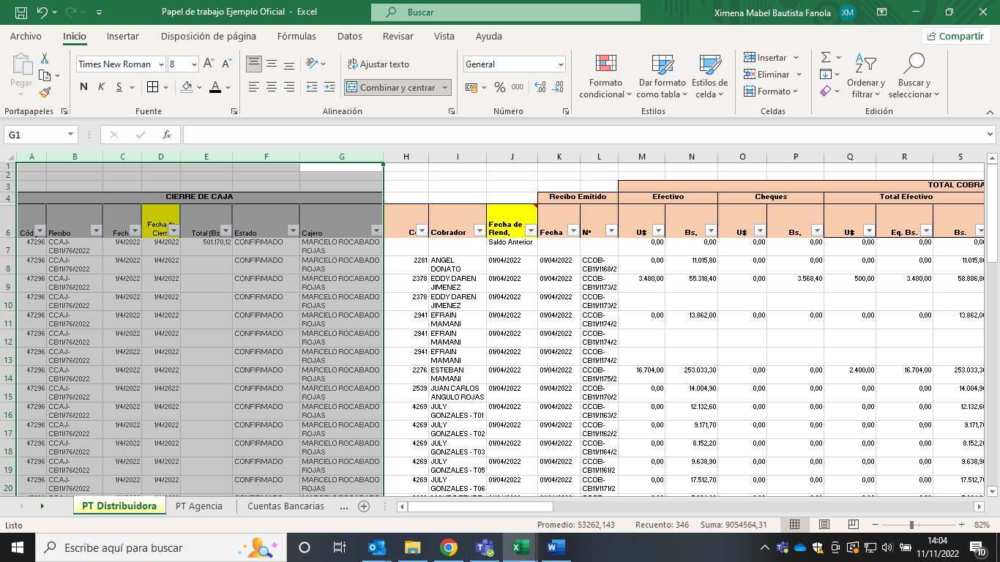 Papel de trabajo Ejemplo Oficial - Excel
Buscar
Ximena Mabel Bautista Fanola XM
Archivo Inicio Insertar Disposición de página Fórmulas Datos Revisar Vista Ayuda Compartir
Pegar
Times New Roman 8
Ajustar texto
General
Formato condicional
Dar formato como tabla
Estilos de celda
Insertar
Eliminar
Formato
Ordenar y filtrar
Buscar y seleccionar
N K S
Combinar y centrar
% 000
Portapapeles Fuente Alineación Número Estilos Celdas Edición
G1
fx
A B C D E F G H I J K L M N O P Q R S
1
2
3 TOTAL COBRA
4 CIERRE DE CAJA Recibo Emitido Efectivo Cheques Total Efectivo
6 Recibo Estado Cajero Cobrador Fecha de Rend. Fecha Nº U$ Bs. U$ Bs. U$ Eq. Bs. Bs.
7 47296 CCAJ-CB11/76/2022 1/4/2022 1/4/2022 501.170,12 CONFIRMADO MARCELO ROCABADO ROJAS Saldo Anterior 0,00 0,00 0,00 0,00 0,00 0,00 0,00
8 47296 CCAJ-CB11/76/2022 1/4/2022 1/4/2022 CONFIRMADO MARCELO ROCABADO ROJAS 2281 ANGEL DONATO 01/04/2022 01/04/2022 CCOB-CB11/1168/2 0,00 11.015,80 0,00 0,00 0,00 0,00 11.015,8
9 47296 CCAJ-CB11/76/2022 1/4/2022 1/4/2022 CONFIRMADO MARCELO ROCABADO ROJAS 2378 EDDY DAREN JIMENEZ 01/04/2022 01/04/2022 CCOB-CB11/1173/2 3.480,00 55.318,40 0,00 3.568,40 500,00 3.480,00 58.886,8
10 47296 CCAJ-CB11/76/2022 1/4/2022 1/4/2022 CONFIRMADO MARCELO ROCABADO ROJAS 2378 EDDY DAREN JIMENEZ 01/04/2022 01/04/2022 CCOB-CB11/1173/2
11 47296 CCAJ-CB11/76/2022 1/4/2022 1/4/2022 CONFIRMADO MARCELO ROCABADO ROJAS 2941 EFRAIN MAMANI 01/04/2022 01/04/2022 CCOB-CB11/1174/2 0,00 13.862,00 0,00 0,00 0,00 0,00 13.862,0
12 47296 CCAJ-CB11/76/2022 1/4/2022 1/4/2022 CONFIRMADO MARCELO ROCABADO ROJAS 2941 EFRAIN MAMANI 01/04/2022 01/04/2022 CCOB-CB11/1174/2
13 47296 CCAJ-CB11/76/2022 1/4/2022 1/4/2022 CONFIRMADO MARCELO ROCABADO ROJAS 2941 EFRAIN MAMANI 01/04/2022 01/04/2022 CCOB-CB11/1174/2
14 47296 CCAJ-CB11/76/2022 1/4/2022 1/4/2022 CONFIRMADO MARCELO ROCABADO ROJAS 2276 ESTEBAN MAMANI 01/04/2022 01/04/2022 CCOB-CB11/1175/2 16.704,00 253.033,30 0,00 0,00 2.400,00 16.704,00 253.033,3
15 47296 CCAJ-CB11/76/2022 1/4/2022 1/4/2022 CONFIRMADO MARCELO ROCABADO ROJAS 2539 JUAN CARLOS ANGULO ROJAS 01/04/2022 01/04/2022 CCOB-CB11/1170/2 0,00 14.004,90 0,00 0,00 0,00 0,00 14.004,9
16 47296 CCAJ-CB11/76/2022 1/4/2022 1/4/2022 CONFIRMADO MARCELO ROCABADO ROJAS 4269 JULY GONZALES - T01 01/04/2022 01/04/2022 CCOB-CB11/1163/2 0,00 12.132,60 0,00 0,00 0,00 0,00 12.132,6
17 47296 CCAJ-CB11/76/2022 1/4/2022 1/4/2022 CONFIRMADO MARCELO ROCABADO ROJAS 4269 JULY GONZALES - T02 01/04/2022 01/04/2022 CCOB-CB11/1162/2 0,00 9.171,70 0,00 0,00 0,00 0,00 9.171,7
18 47296 CCAJ-CB11/76/2022 1/4/2022 1/4/2022 CONFIRMADO MARCELO ROCABADO ROJAS 4269 JULY GONZALES - T03 01/04/2022 01/04/2022 CCOB-CB11/1164/2 0,00 8.152,20 0,00 0,00 0,00 0,00 8.152,2
19 47296 CCAJ-CB11/76/2022 1/4/2022 1/4/2022 CONFIRMADO MARCELO ROCABADO ROJAS 4269 JULY GONZALES - T05 01/04/2022 01/04/2022 CCOB-CB11/1161/2 0,00 9.638,90 0,00 0,00 0,00 0,00 9.638,9
20 47296 CCAJ-CB11/76/2022 1/4/2022 1/4/2022 CONFIRMADO MARCELO ROCABADO ROJAS 4269 JULY GONZALES - T06 01/04/2022 01/04/2022 CCOB-CB11/1171/2 0,00 17.512,70 0,00 0,00 0,00 0,00 17.512,7
PT Distribuidora PT Agencia Cuentas Bancarias ...
Listo Promedio: 53262,143 Recuento: 346 Suma: 9054564,31 82%
Escribe aquí para buscar
14:04
11/11/2022
10